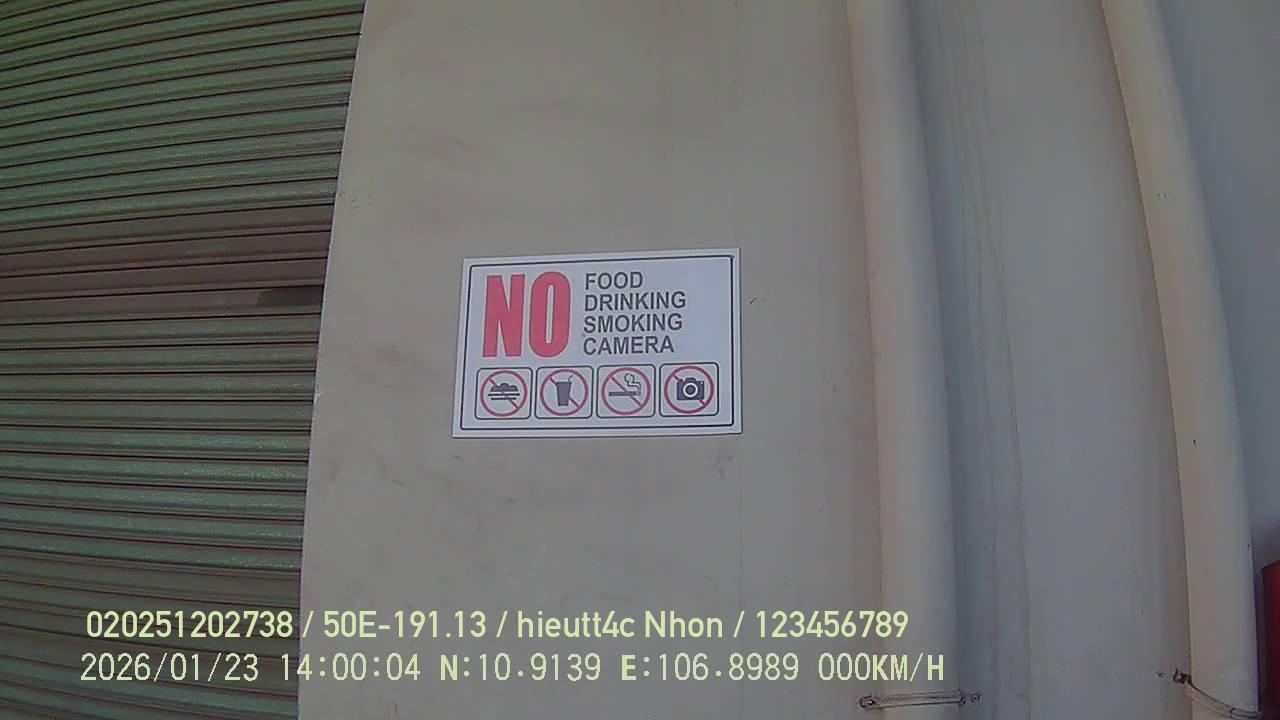 NO
FOOD
DRINKING
SMOKING
CAMERA
020251202738 / 50E-191.13 / hieutt4c Nhon / 123456789
2026/01/23 14:00:04 N:10.9139 E:106.8989 000KM/H